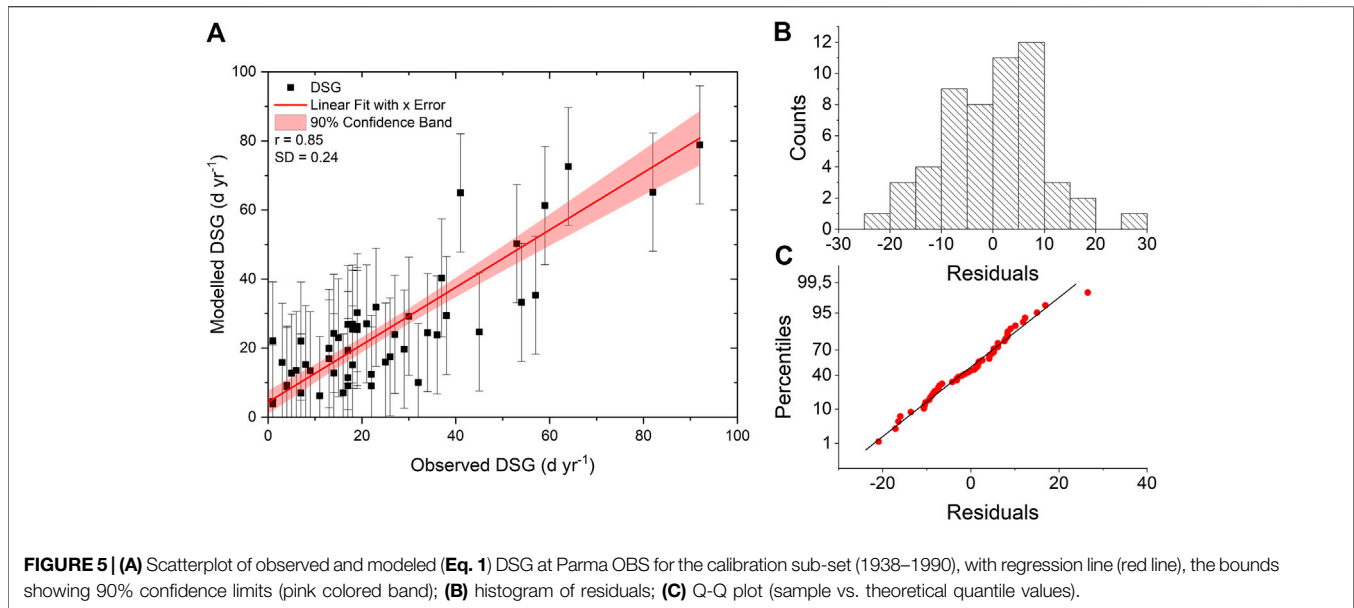 A
100
80
60
40
20
0
Modelled DSG (d yr-1)
DSG
Linear Fit with x Error
90% Confidence Band
r = 0.85
SD = 0.24
0 20 40 60 80 100
Observed DSG (d yr-1)
B
12
10
8
6
4
2
0
Counts
-30 -20 -10 0 10 20 30
Residuals
C
99,5
95
70
40
10
1
Percentiles
-20 0 20 40
Residuals
FIGURE 5 | (A) Scatterplot of observed and modeled (Eq. 1) DSG at Parma OBS for the calibration sub-set (1938–1990), with regression line (red line), the bounds
showing 90% confidence limits (pink colored band); (B) histogram of residuals; (C) Q-Q plot (sample vs. theoretical quantile values).